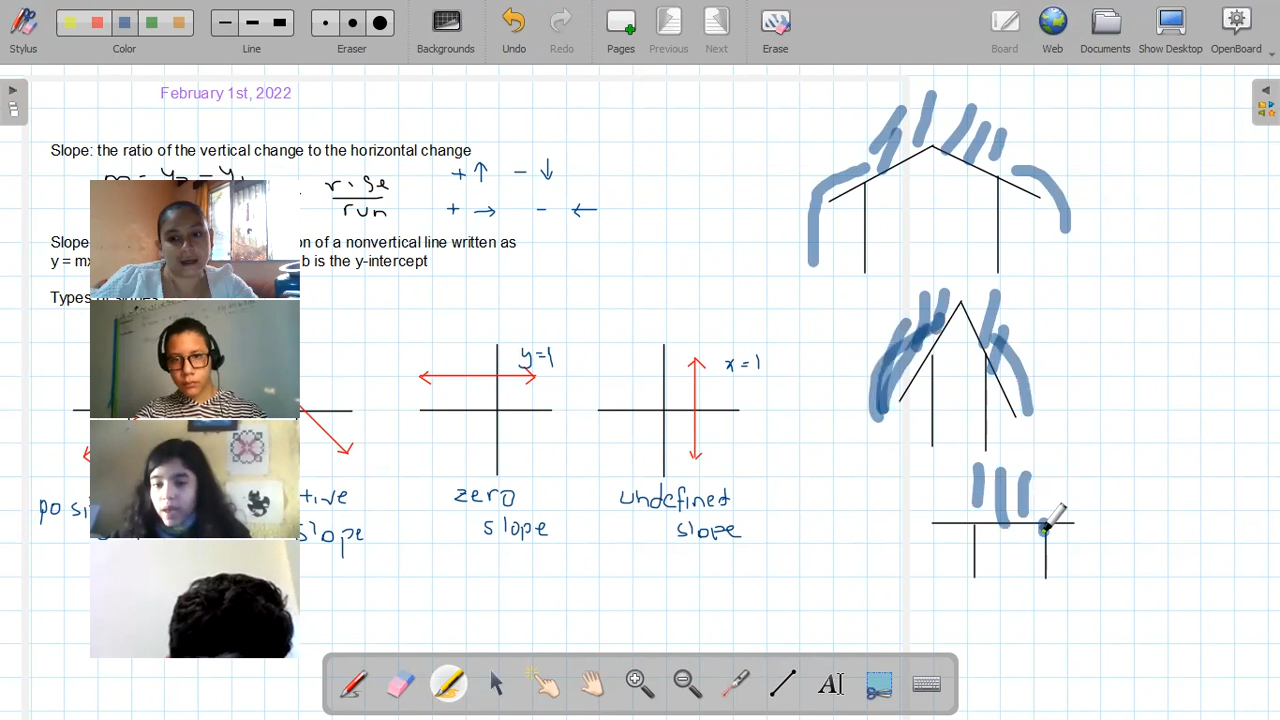 Stylus
Color
Line
Eraser
Backgrounds
Undo
Redo
Pages
Previous
Next
Erase
Board
Web
Documents
Show Desktop
OpenBoard
February 1st, 2022
Slope: the ratio of the vertical change to the horizontal change
rise
run
+ ↑ - ↓
+ → - ←
Slope
on of a nonvertical line written as
y = m
b is the y-intercept
Types
y=1
x=1
posi
tive
slope
zero
slope
undefined
slope